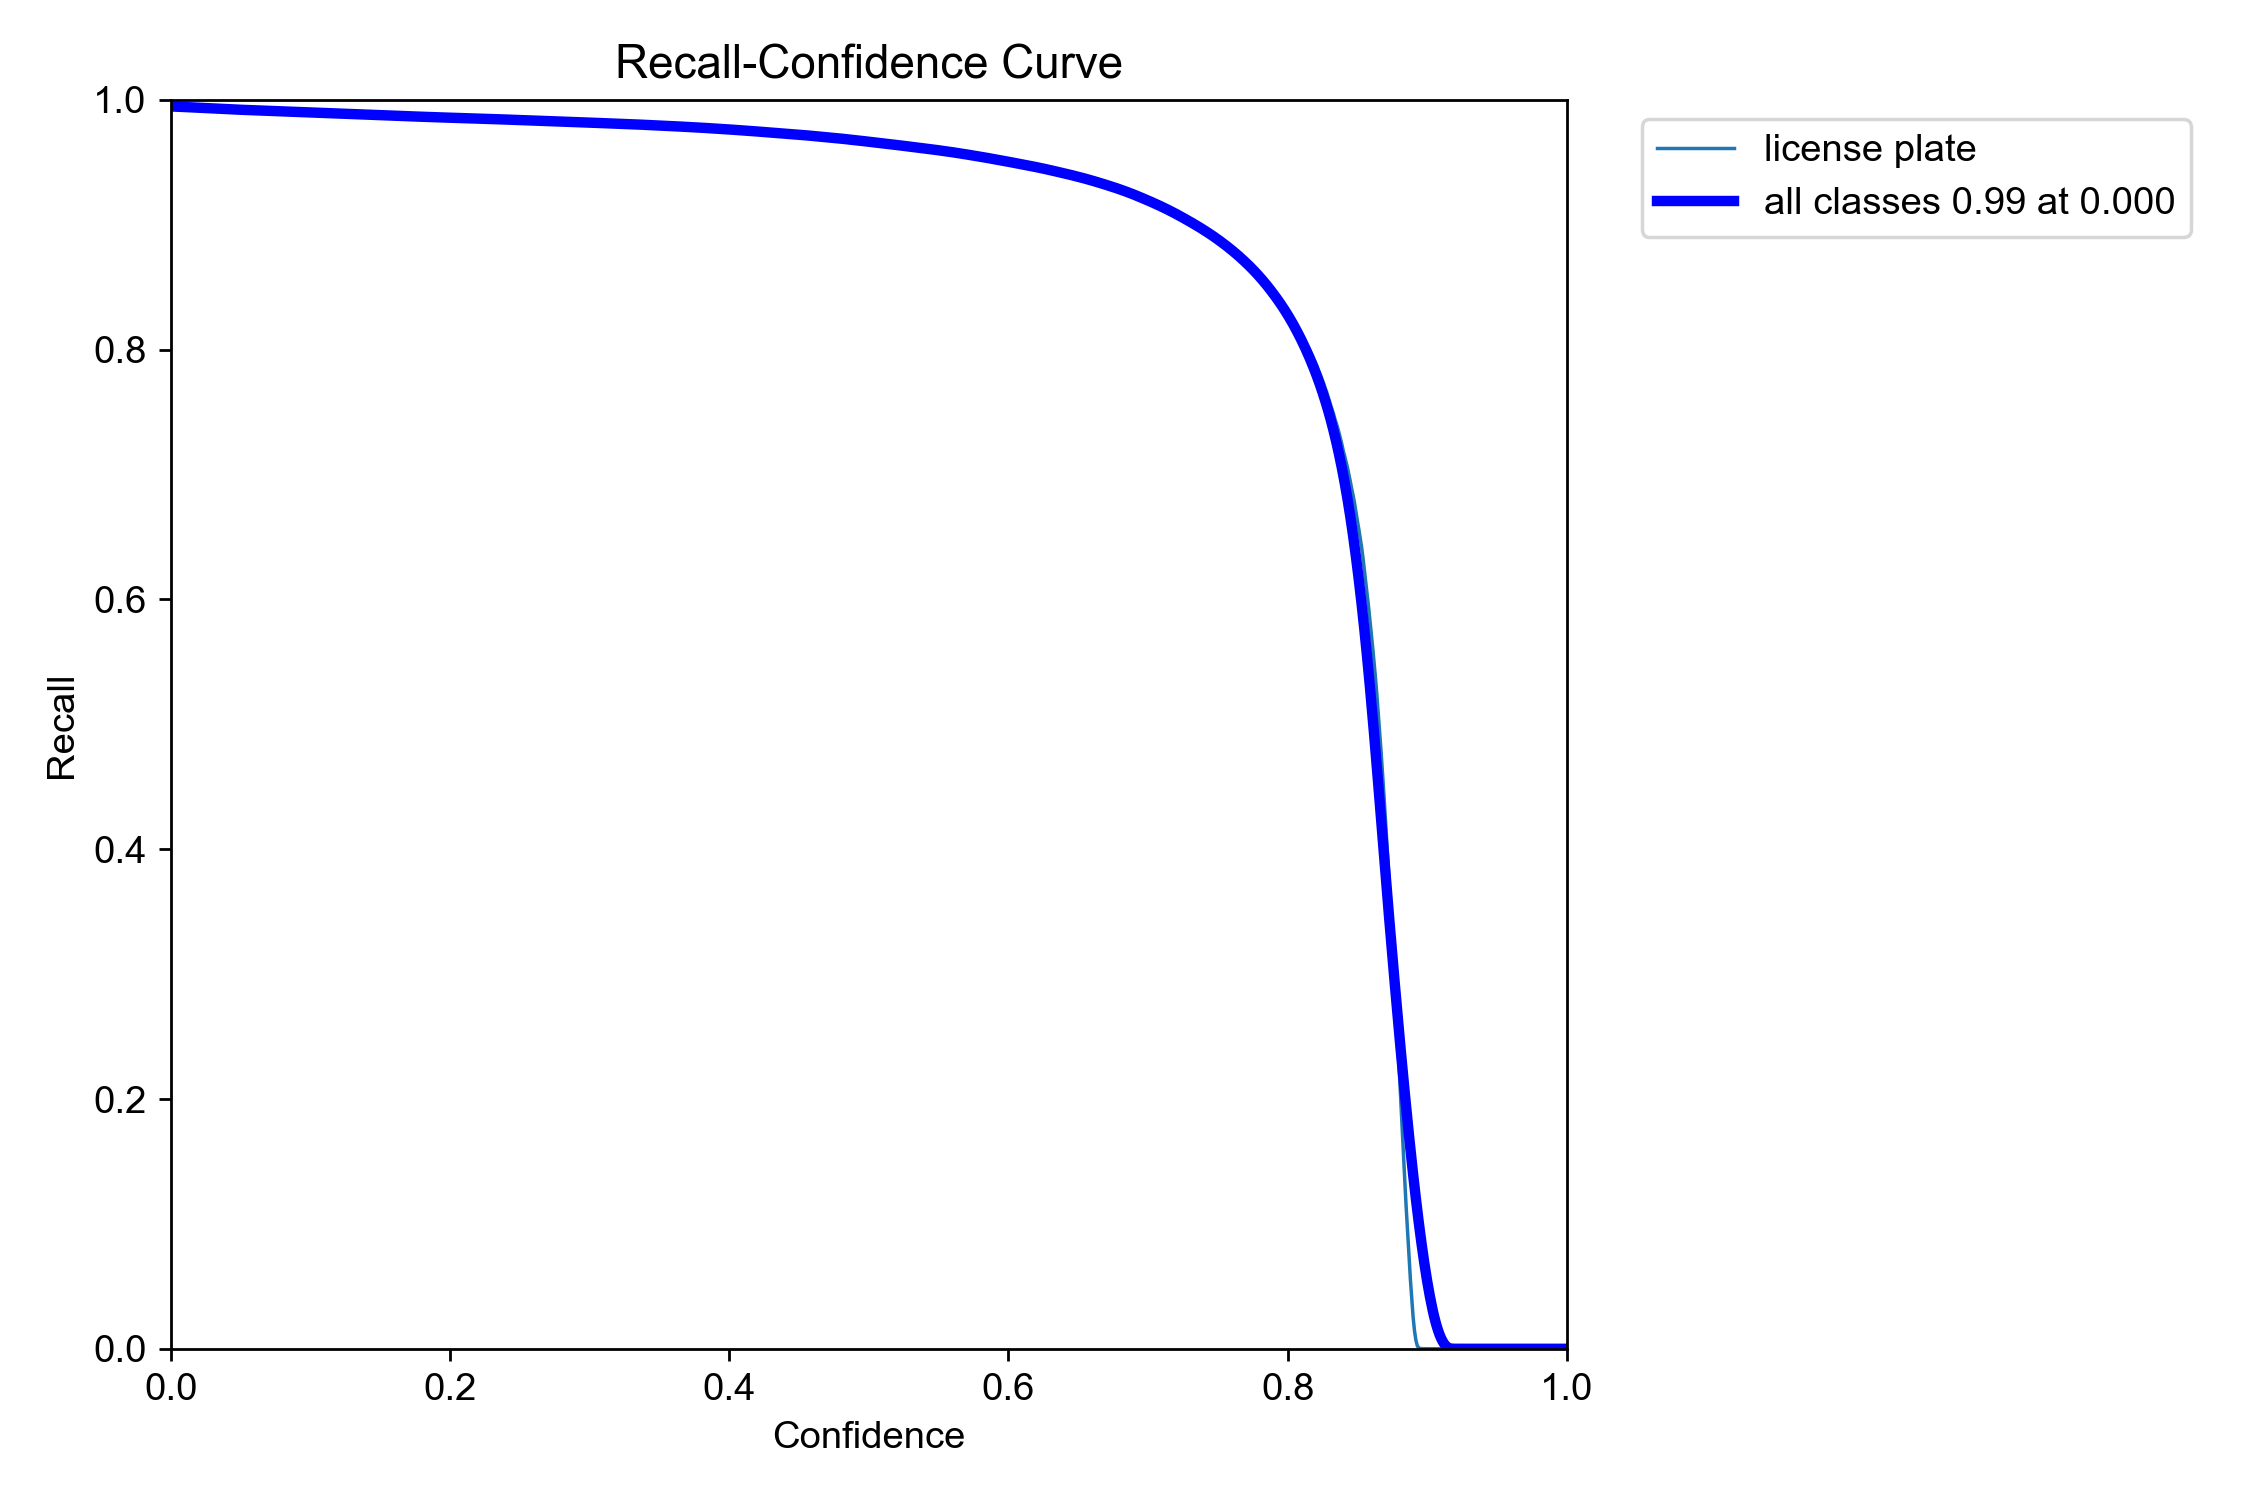 Recall-Confidence Curve
1.0
0.8
0.6
0.4
0.2
0.0
Recall
0.0 0.2 0.4 0.6 0.8 1.0
Confidence
license plate
all classes 0.99 at 0.000